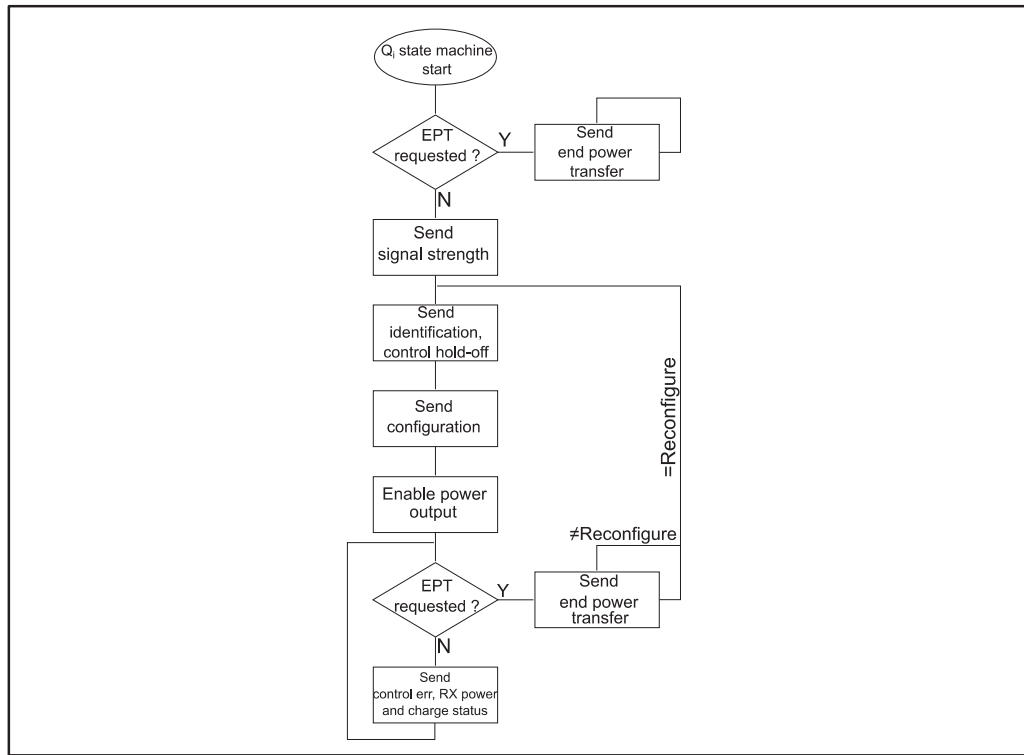 Qi state machine
start
EPT
requested ?
Y
Send
end power
transfer
N
Send
signal strength
Send
identification,
control hold-off
Send
configuration
=Reconfigure
Enable power
output
≠Reconfigure
EPT
requested ?
Y
Send
end power
transfer
N
Send
control err, RX power
and charge status